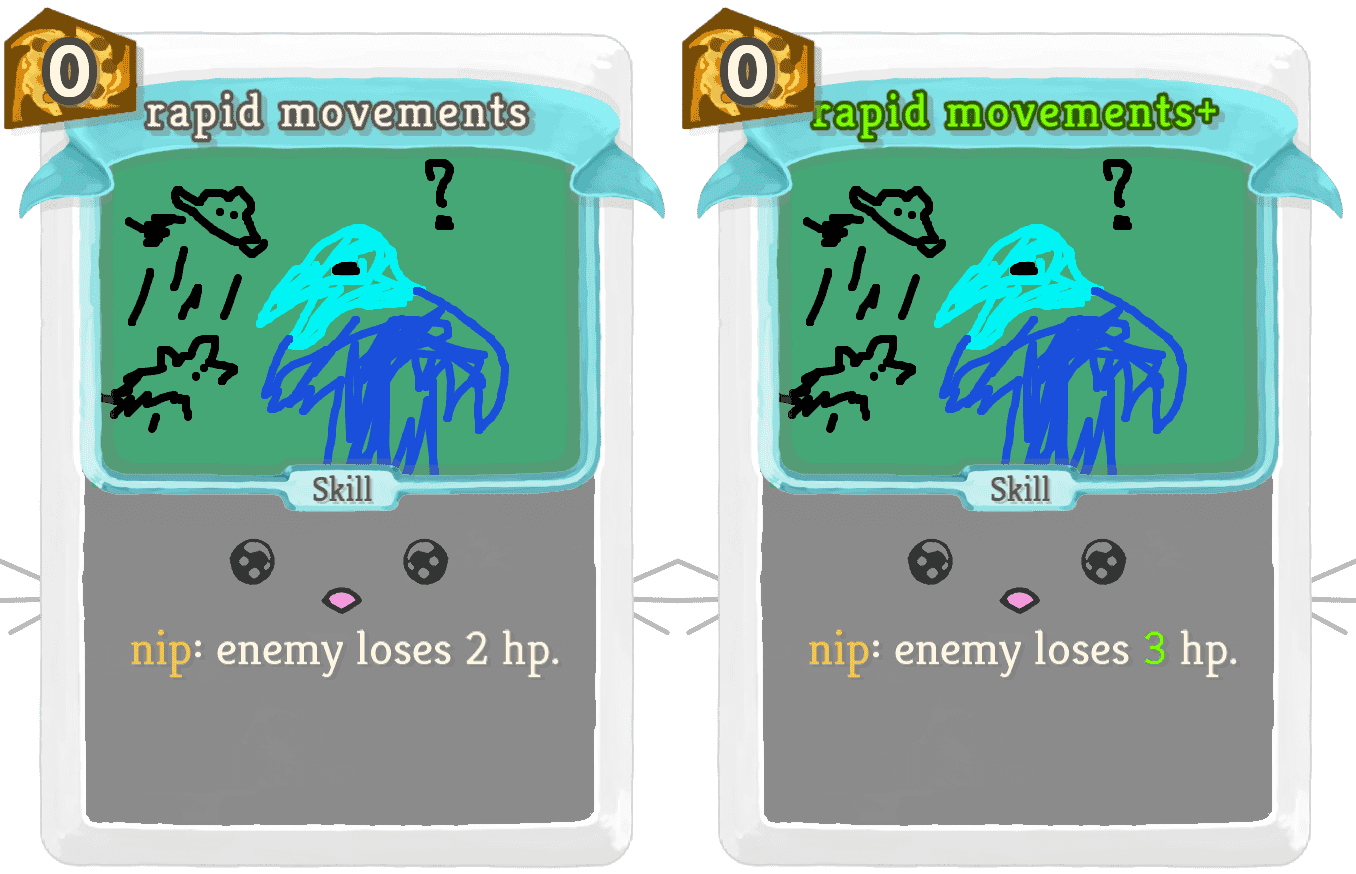 0
rapid movements
?
Skill
nip: enemy loses 2 hp.
0
rapid movements+
?
Skill
nip: enemy loses 3 hp.